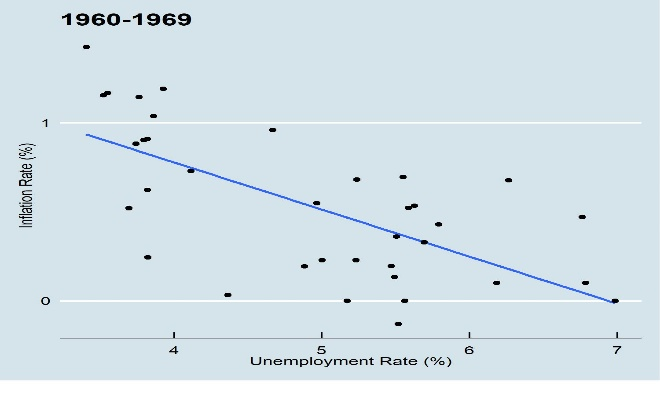 1960-1969
1
0
Inflation Rate (%)
4 5 6 7
Unemployment Rate (%)